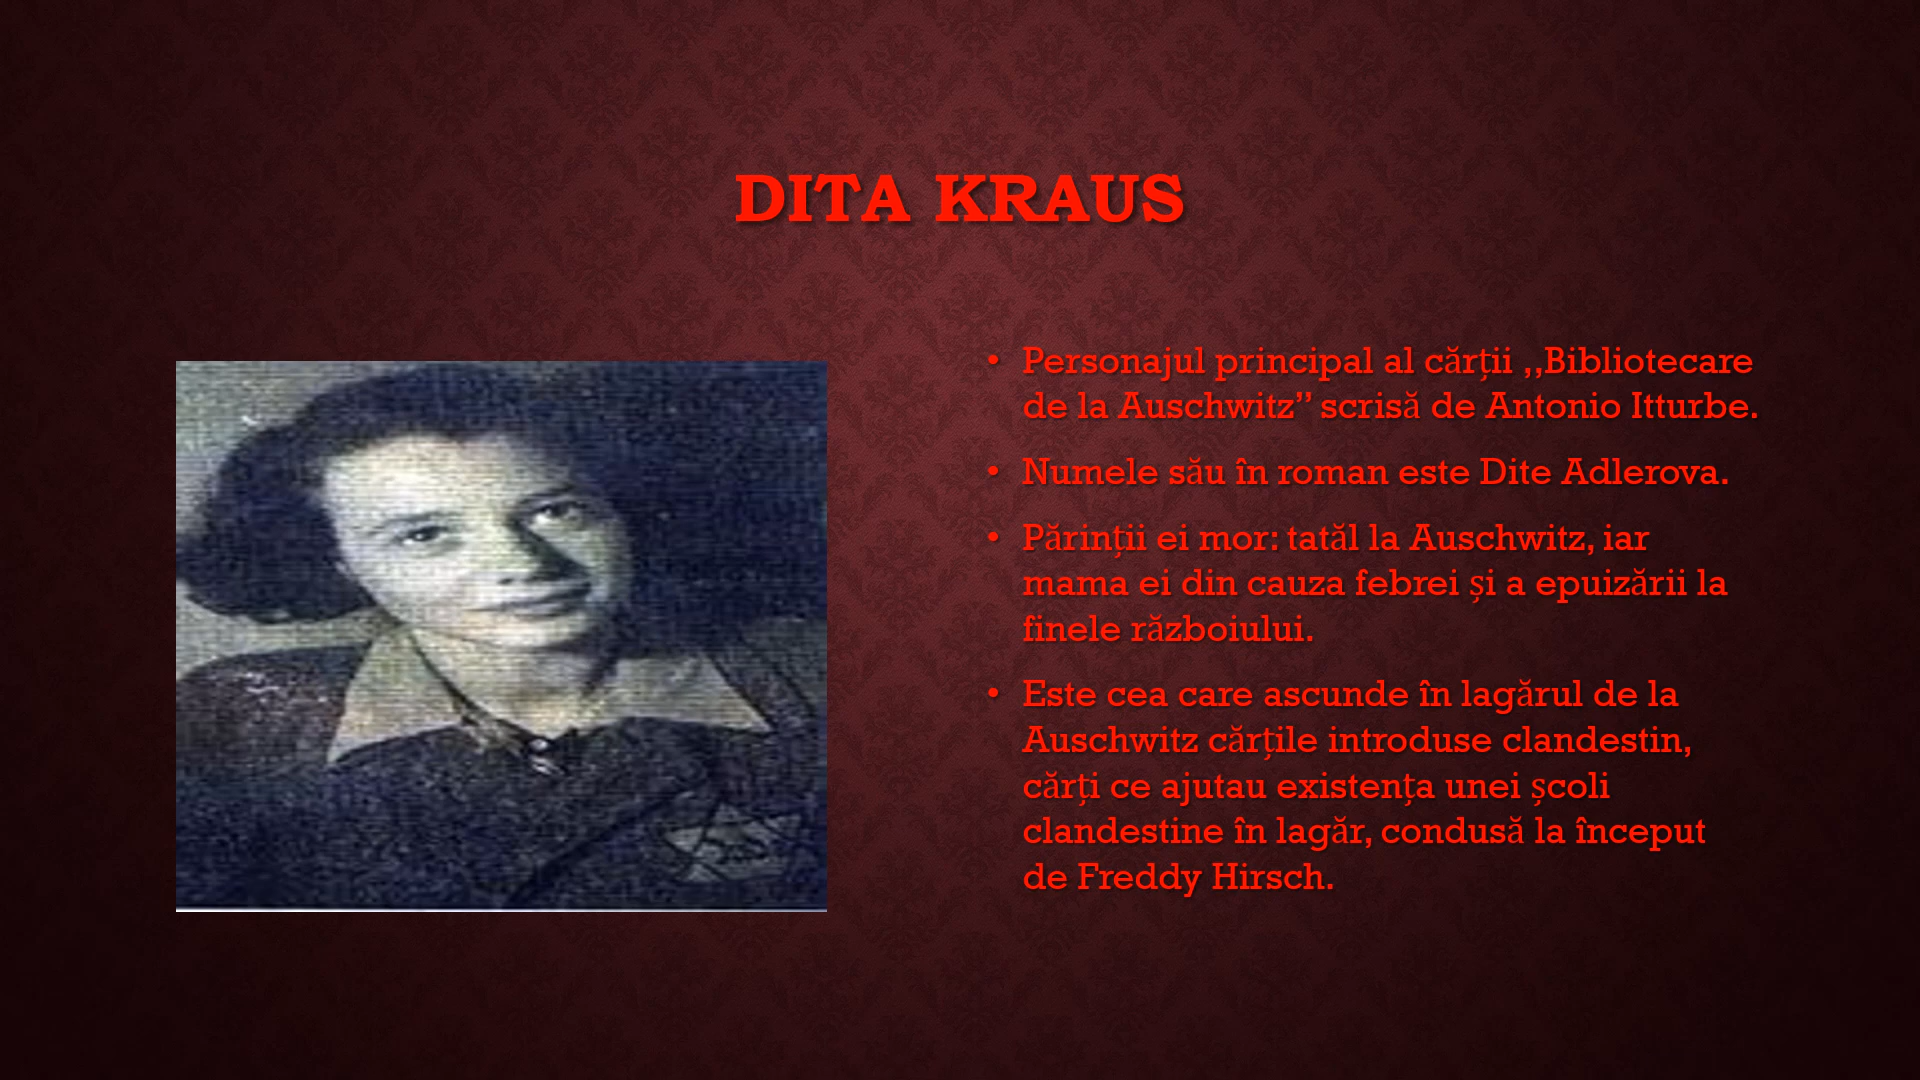 DITA KRAUS
• Personajul principal al cărții ,,Bibliotecare
de la Auschwitz” scrisă de Antonio Itturbe.
• Numele său în roman este Dite Adlerova.
• Părinții ei mor: tatăl la Auschwitz, iar
mama ei din cauza febrei și a epuizării la
finele războiului.
• Este cea care ascunde în lagărul de la
Auschwitz cărțile introduse clandestin,
cărți ce ajutau existența unei școli
clandestine în lagăr, condusă la început
de Freddy Hirsch.